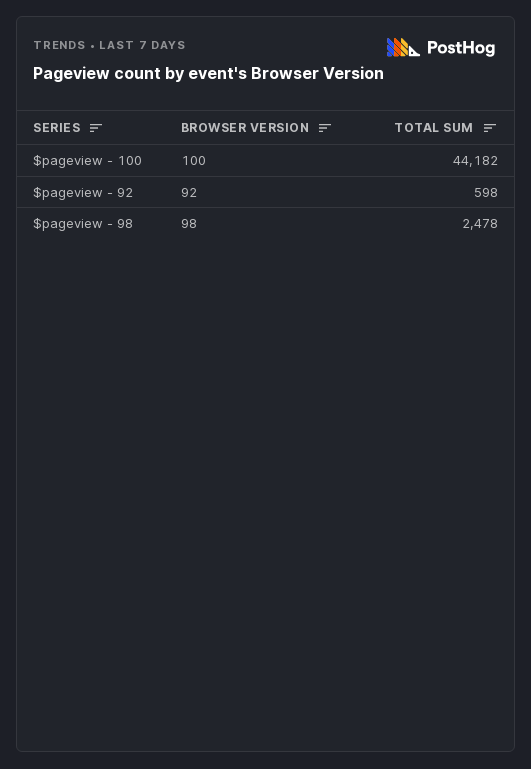 TRENDS • LAST 7 DAYS
PostHog
Pageview count by event's Browser Version
SERIES BROWSER VERSION TOTAL SUM
$pageview - 100 100 44,182
$pageview - 92 92 598
$pageview - 98 98 2,478